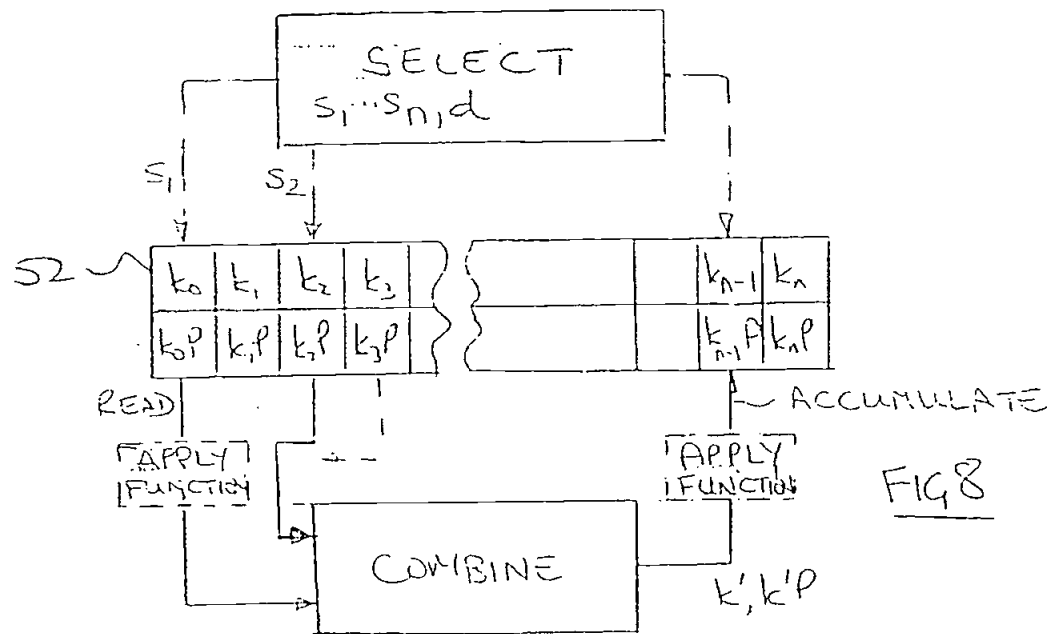 SELECT
s₁...sₙ, d
S₁
S₂
52
k₀ k₁ k₂ k₃ kₙ₋₁ kₙ
k₀P k₁P k₂P k₃P kₙ₋₁P kₙP
READ
ACCUMULATE
APPLY
FUNCTION
APPLY
FUNCTION
FIG 8
COMBINE
k', k'P